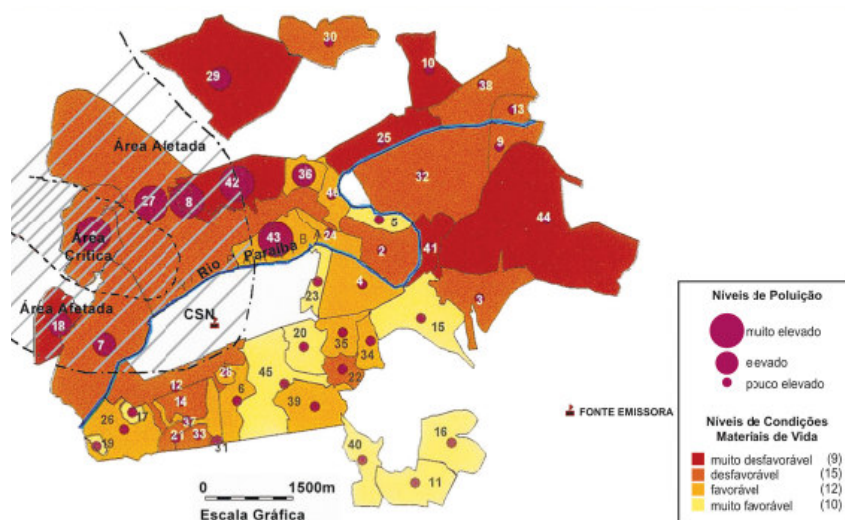 30
29
10
38
13
Área Afetada
25
9
42
36
27
8
32
46
5
44
43
B
A
24
Área
Crítica
Rio
Paraíba
2
41
Área Afetada
4
23
3
18
CSN
15
7
20
35
34
28
45
22
12
14
6
26
17
39
37
19
21
33
31
16
40
11
0 1500m
Escala Gráfica
Níveis de Poluição
muito elevado
elevado
pouco elevado
FONTE EMISSORA
Níveis de Condições
Materiais de Vida
muito desfavorável (9)
desfavorável (15)
favorável (12)
muito favorável (10)